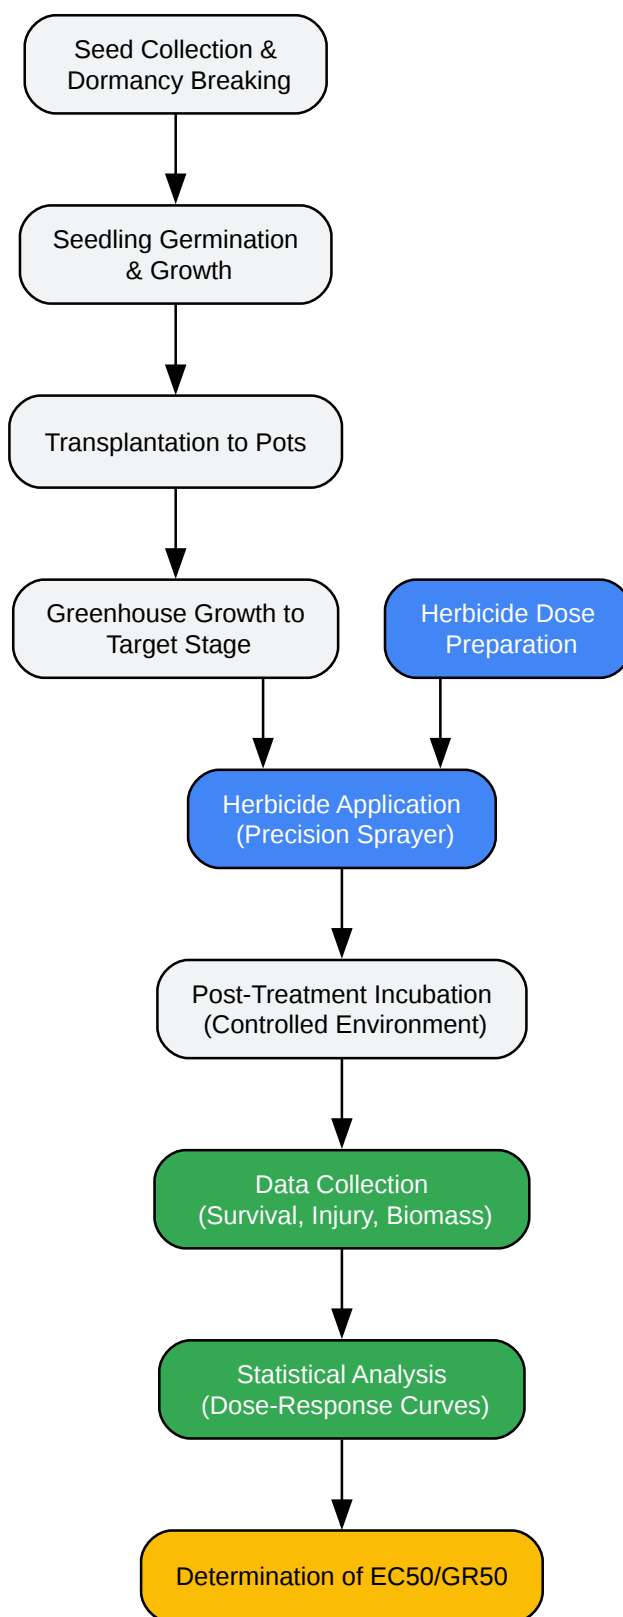 Seed Collection &
Dormancy Breaking
Seedling Germination
& Growth
Transplantation to Pots
Greenhouse Growth to
Target Stage
Herbicide Dose
Preparation
Herbicide Application
(Precision Sprayer)
Post-Treatment Incubation
(Controlled Environment)
Data Collection
(Survival, Injury, Biomass)
Statistical Analysis
(Dose-Response Curves)
Determination of EC50/GR50